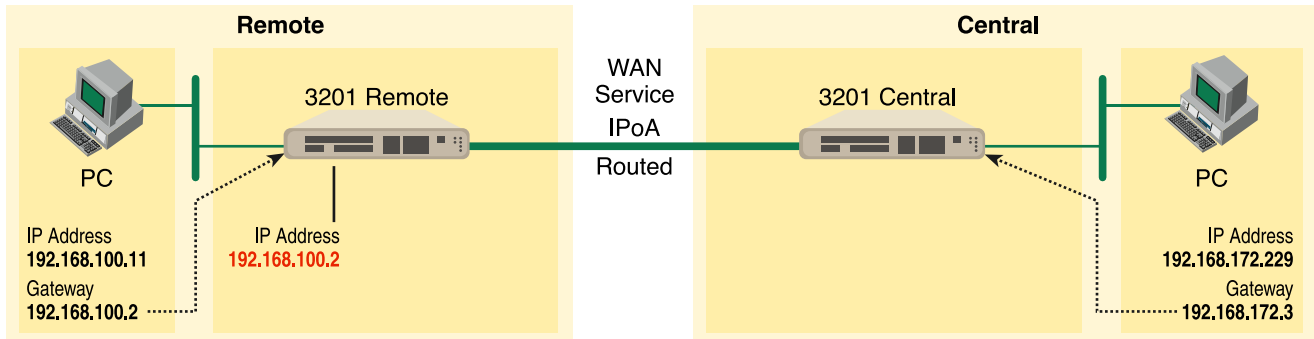 Remote
PC
IP Address
192.168.100.11
Gateway
192.168.100.2
3201 Remote
IP Address
192.168.100.2
WAN
Service
IPoA
Routed
Central
3201 Central
PC
IP Address
192.168.172.229
Gateway
192.168.172.3